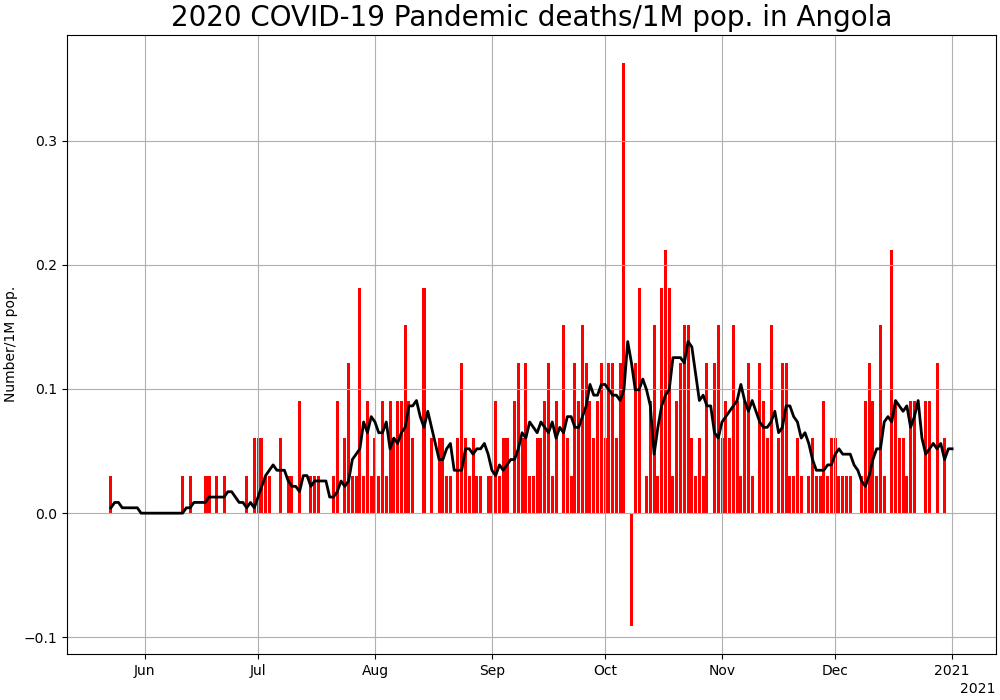 2020 COVID-19 Pandemic deaths/1M pop. in Angola
Number/1M pop.
0.3
0.2
0.1
0.0
−0.1
Jun Jul Aug Sep Oct Nov Dec 2021
2021